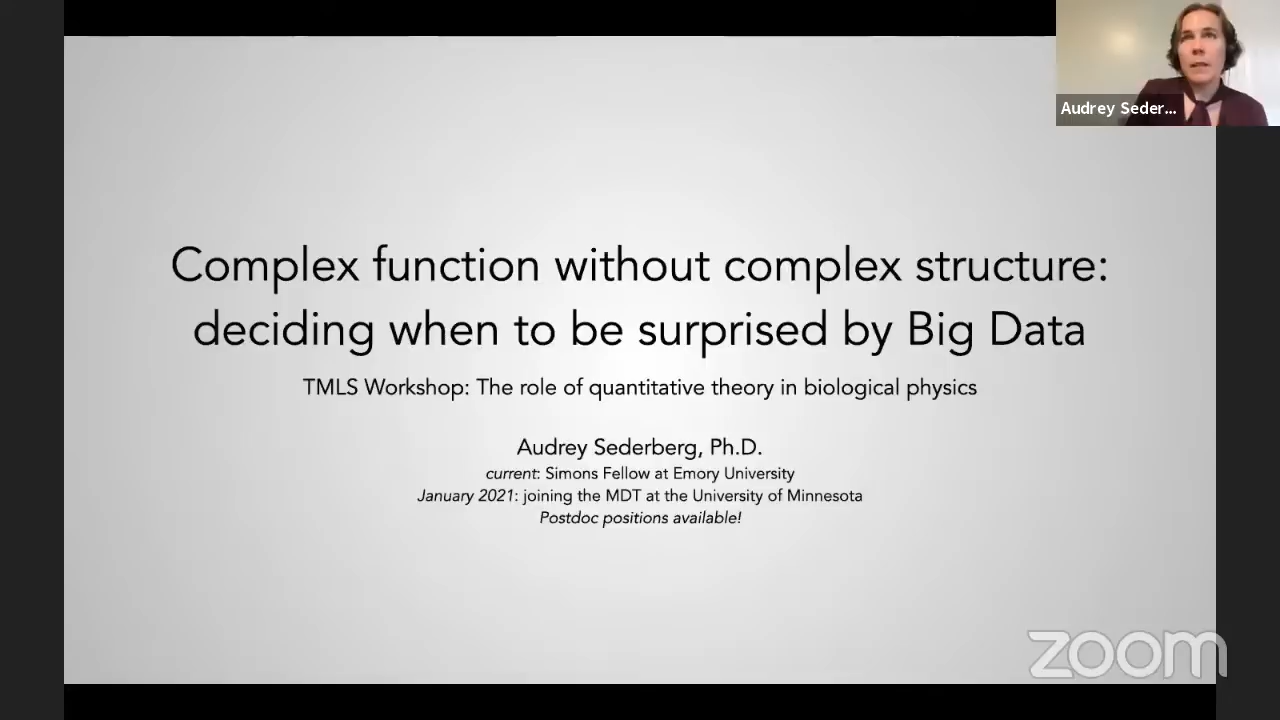 Audrey Seder...
Complex function without complex structure:
deciding when to be surprised by Big Data
TMLS Workshop: The role of quantitative theory in biological physics
Audrey Sederberg, Ph.D.
current: Simons Fellow at Emory University
January 2021: joining the MDT at the University of Minnesota
Postdoc positions available!
zoom